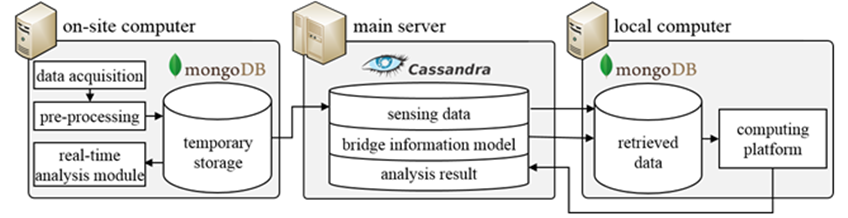 on-site computer
mongoDB
data acquisition
pre-processing
real-time
analysis module
temporary
storage
main server
Cassandra
sensing data
bridge information model
analysis result
local computer
mongoDB
retrieved
data
computing
platform